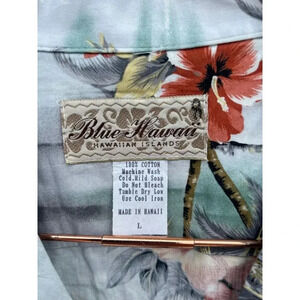 Blue Hawaii
HAWAIIAN ISLANDS
100% COTTON
Machine Wash
Cold.Mild Soap
Do Not Bleach
Tumble Dry Low
Use Cool Iron
MADE IN HAWAII
L